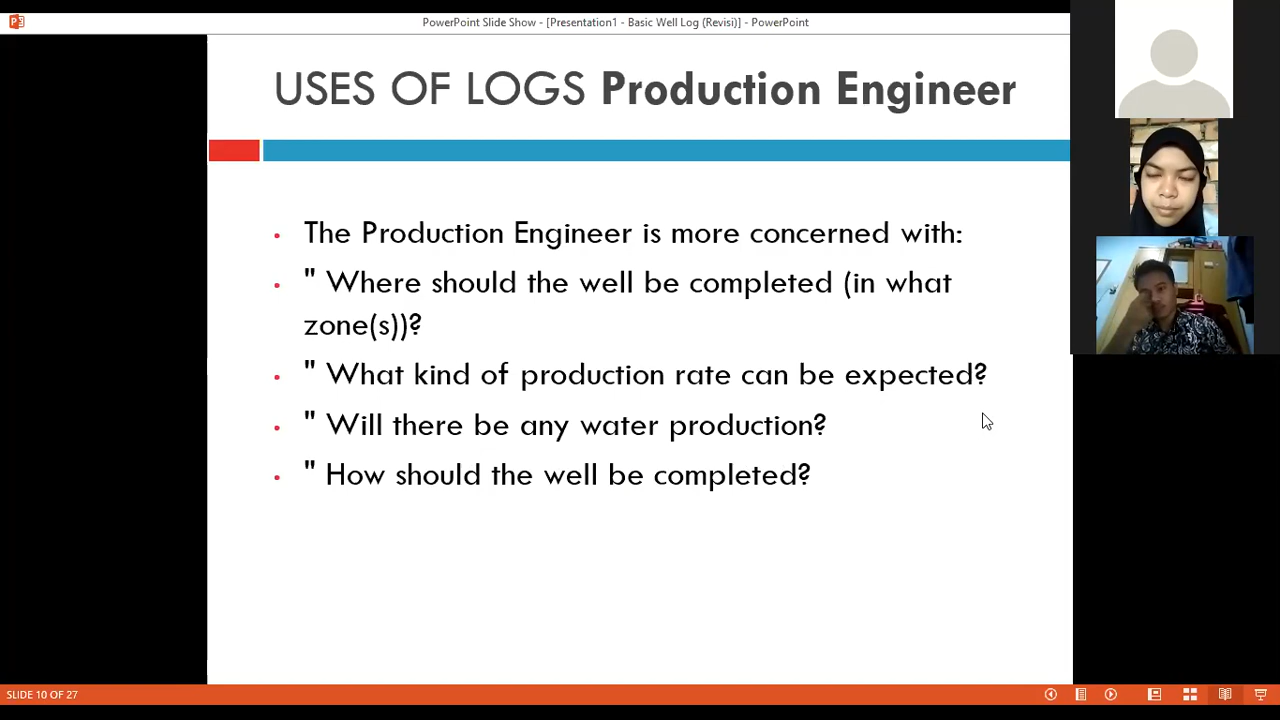 PowerPoint Slide Show - [Presentation1 - Basic Well Log (Revisi)] - PowerPoint
USES OF LOGS Production Engineer
• The Production Engineer is more concerned with:
• " Where should the well be completed (in what
zone(s))?
• " What kind of production rate can be expected?
• " Will there be any water production?
• " How should the well be completed?
SLIDE 10 OF 27